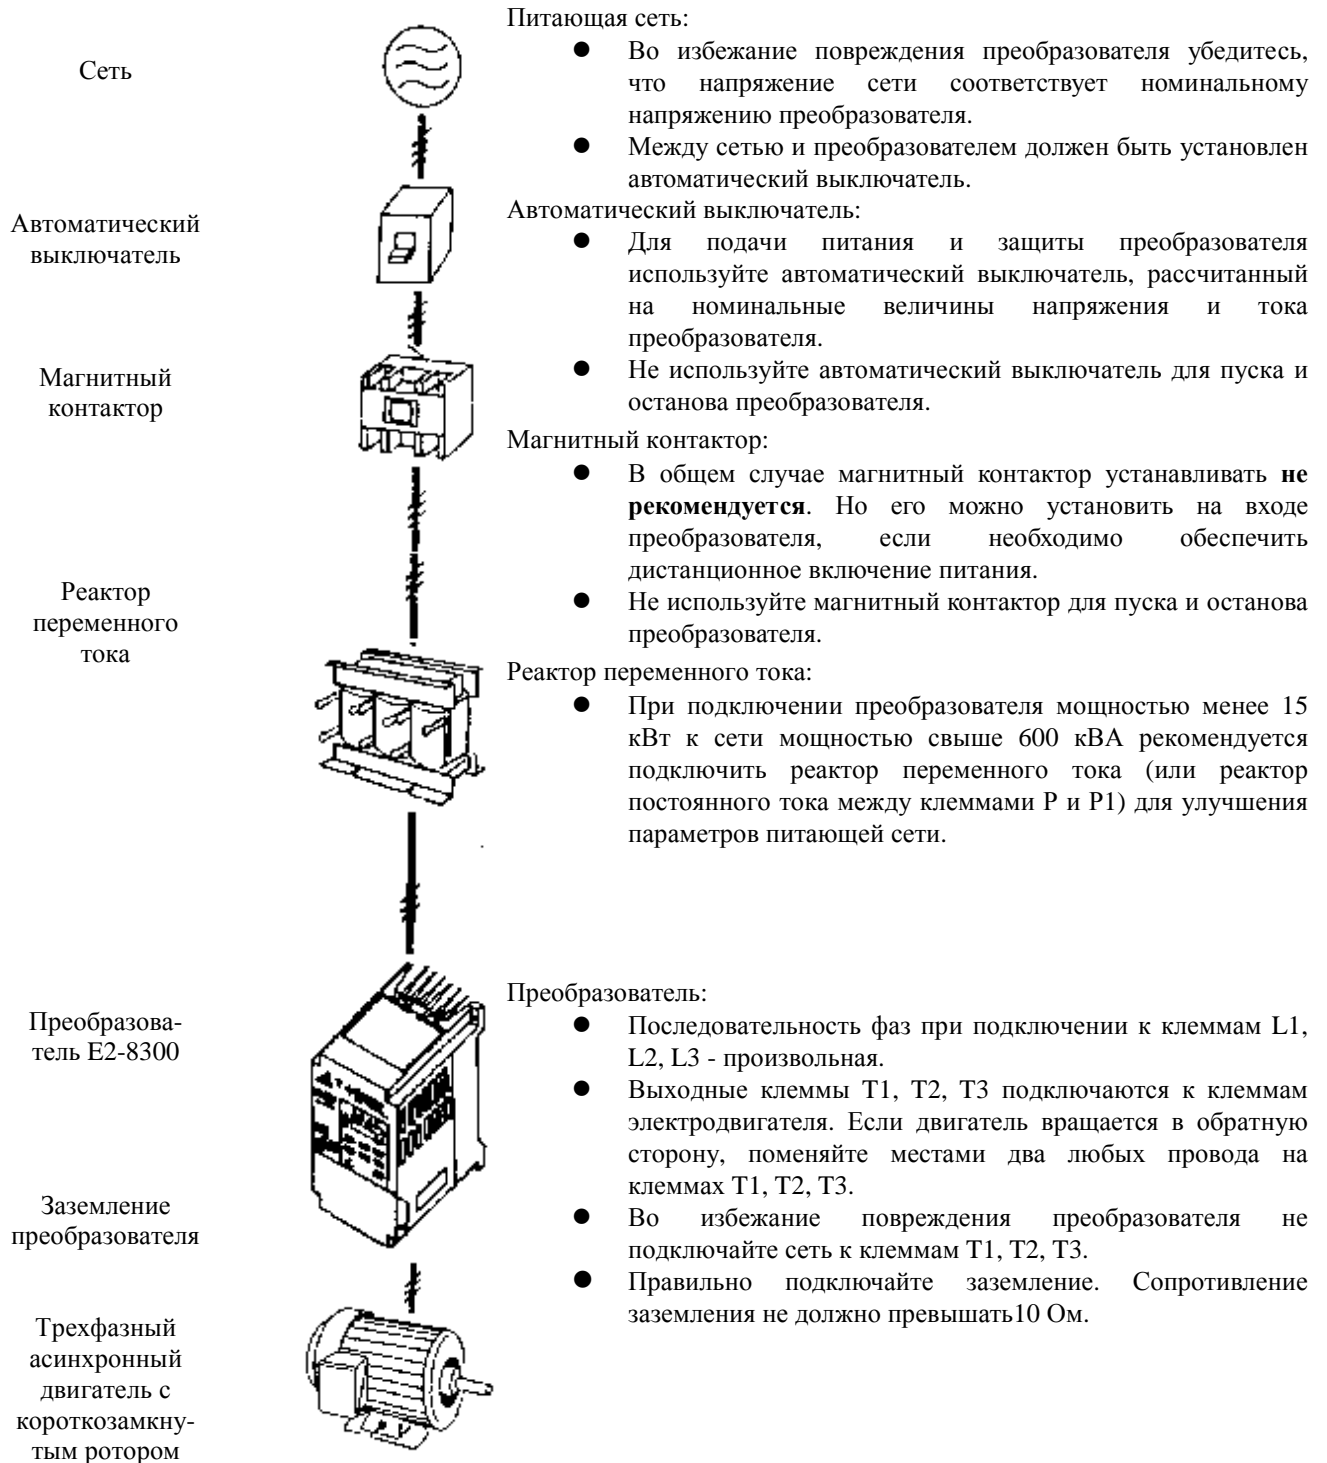 Питающая сеть:
Сеть
● Во избежание повреждения преобразователя убедитесь,
что напряжение сети соответствует номинальному
напряжению преобразователя.
● Между сетью и преобразователем должен быть установлен
автоматический выключатель.
Автоматический
выключатель
Автоматический выключатель:
● Для подачи питания и защиты преобразователя
используйте автоматический выключатель, рассчитанный
на номинальные величины напряжения и тока
преобразователя.
● Не используйте автоматический выключатель для пуска и
останова преобразователя.
Магнитный
контактор
Магнитный контактор:
● В общем случае магнитный контактор устанавливать не
рекомендуется. Но его можно установить на входе
преобразователя, если необходимо обеспечить
дистанционное включение питания.
● Не используйте магнитный контактор для пуска и останова
преобразователя.
Реактор
переменного
тока
Реактор переменного тока:
● При подключении преобразователя мощностью менее 15
кВт к сети мощностью свыше 600 кВА рекомендуется
подключить реактор переменного тока (или реактор
постоянного тока между клеммами P и P1) для улучшения
параметров питающей сети.
Преобразова-
тель E2-8300
Преобразователь:
● Последовательность фаз при подключении к клеммам L1,
L2, L3 - произвольная.
● Выходные клеммы T1, T2, T3 подключаются к клеммам
электродвигателя. Если двигатель вращается в обратную
сторону, поменяйте местами два любых провода на
клеммах T1, T2, T3.
Заземление
преобразователя
● Во избежание повреждения преобразователя не
подключайте сеть к клеммам T1, T2, T3.
● Правильно подключайте заземление. Сопротивление
заземления не должно превышать10 Ом.
Трехфазный
асинхронный
двигатель с
короткозамкну-
тым ротором